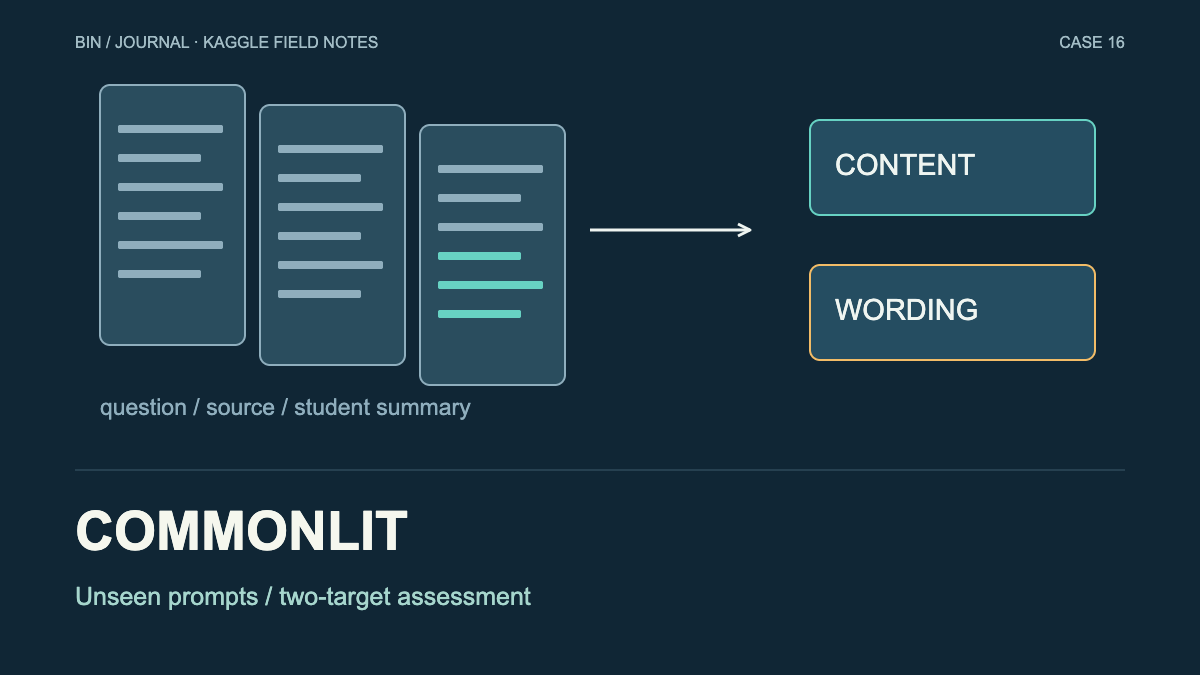 BIN / JOURNAL · KAGGLE FIELD NOTES
CASE 16
CONTENT
WORDING
question / source / student summary
COMMONLIT
Unseen prompts / two-target assessment